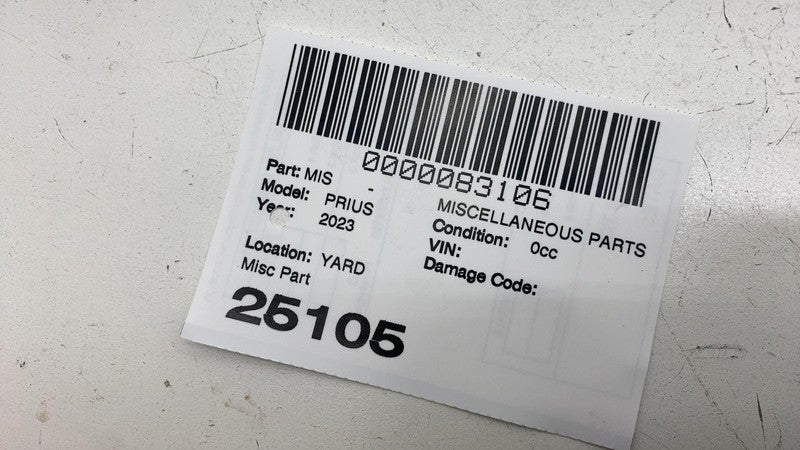 0000083106
Part: MIS - MISCELLANEOUS PARTS
Model: PRIUS Condition: 0cc
Year: 2023 VIN:
Damage Code:
Location: YARD
Misc Part
25105